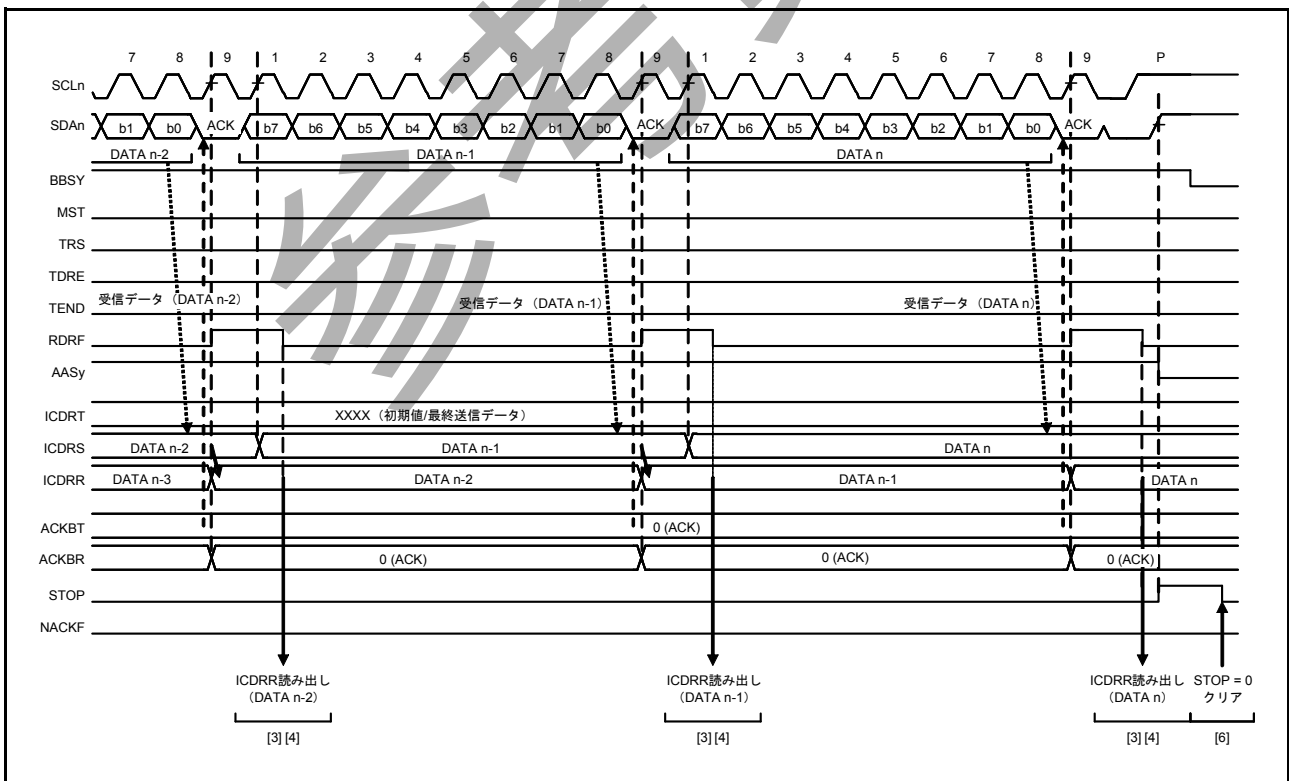 7 8 9 1 2 3 4 5 6 7 8 9 1 2 3 4 5 6 7 8 9 P
SCLn
SDAn b1 b0 ACK b7 b6 b5 b4 b3 b2 b1 b0 ACK b7 b6 b5 b4 b3 b2 b1 b0 ACK
DATA n-2 DATA n-1 DATA n
BBSY
MST
TRS
TDRE
受信データ（DATA n-2） 受信データ（DATA n-1） 受信データ（DATA n）
TEND
RDRF
AASy
ICDRT XXXX（初期値/最終送信データ）
ICDRS DATA n-2 DATA n-1 DATA n
ICDRR DATA n-3 DATA n-2 DATA n-1 DATA n
ACKBT 0 (ACK)
ACKBR 0 (ACK) 0 (ACK) 0 (ACK)
STOP
NACKF
ICDRR読み出し ICDRR読み出し ICDRR読み出し STOP = 0
（DATA n-2） （DATA n-1） （DATA n） クリア
[3] [4] [3] [4] [3] [4] [6]